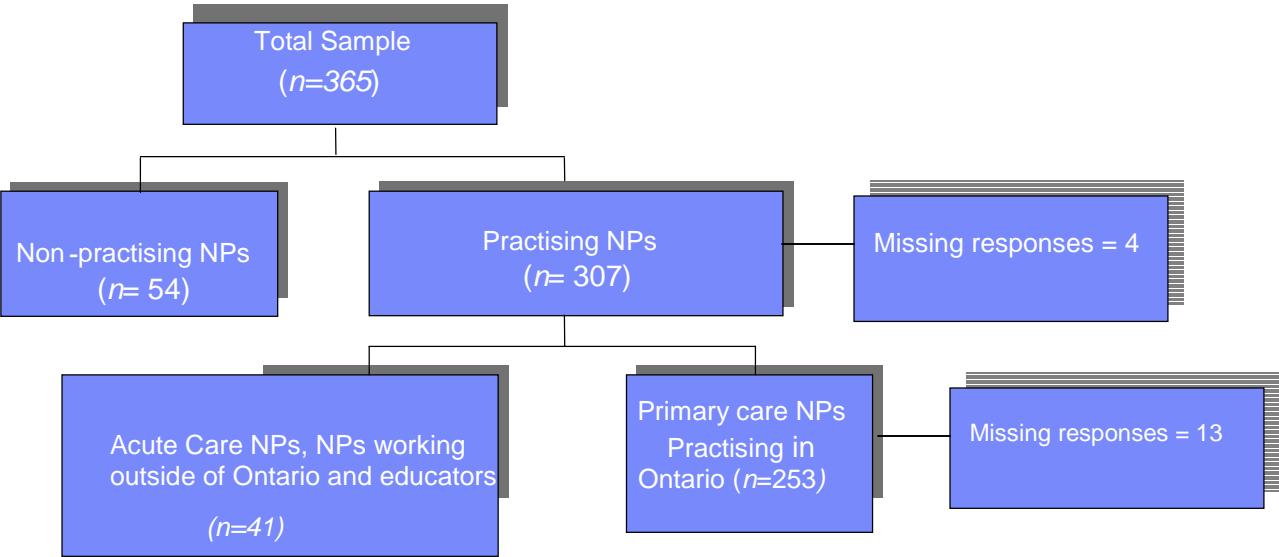 Total Sample
(n=365)
Non-practising NPs
(n= 54)
Practising NPs
(n= 307)
Missing responses = 4
Acute Care NPs, NPs working
outside of Ontario and educators
(n=41)
Primary care NPs
Practising in
Ontario (n=253)
Missing responses = 13